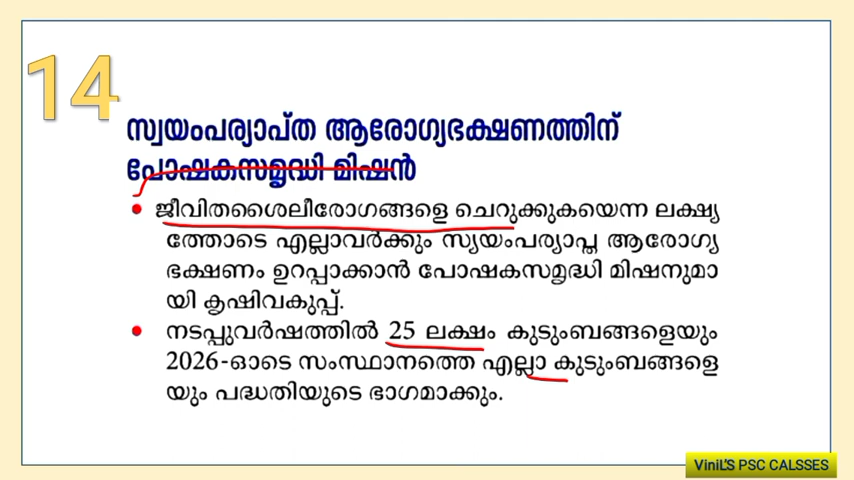 14
സ്വയംപര്യാപ്ത ആരോഗ്യഭക്ഷണത്തിന്
പോഷകസമൃദ്ധി മിഷൻ
• ജീവിതശൈലീരോഗങ്ങളെ ചെറുക്കുകയെന്ന ലക്ഷ്യ
ത്തോടെ എല്ലാവർക്കും സ്വയംപര്യാപ്ത ആരോഗ്യ
ഭക്ഷണം ഉറപ്പാക്കാൻ പോഷകസമൃദ്ധി മിഷനുമാ
യി കൃഷിവകുപ്പ്.
• നടപ്പുവർഷത്തിൽ 25 ലക്ഷം കുടുംബങ്ങളെയും
2026-ഓടെ സംസ്ഥാനത്തെ എല്ലാ കുടുംബങ്ങളെ
യും പദ്ധതിയുടെ ഭാഗമാക്കും.
ViniL'S PSC CALSSES